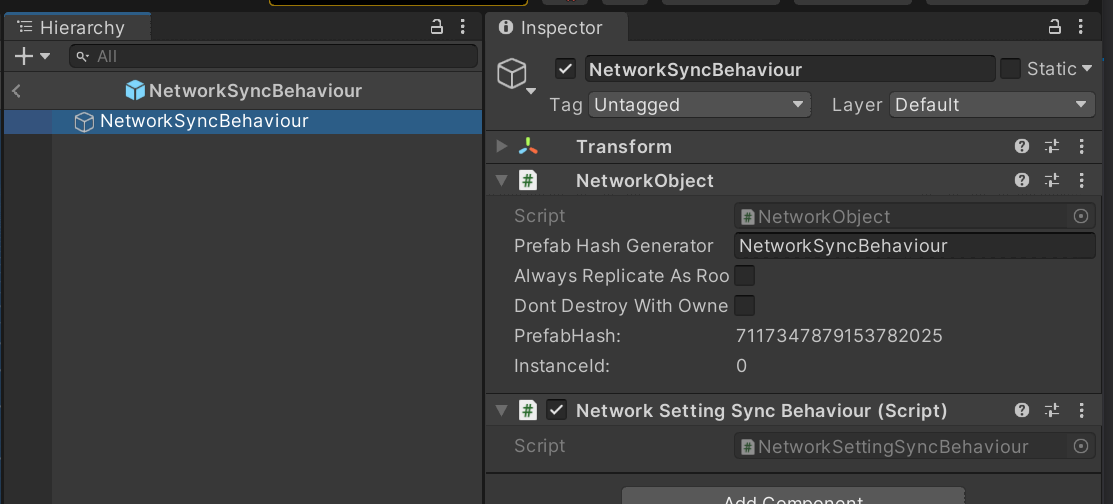 Hierarchy
All
NetworkSyncBehaviour
NetworkSyncBehaviour
Inspector
NetworkSyncBehaviour
Static
Tag Untagged Layer Default
Transform
NetworkObject
Script NetworkObject
Prefab Hash Generator NetworkSyncBehaviour
Always Replicate As Roo
Dont Destroy With Owne
PrefabHash: 7117347879153782025
InstanceId: 0
Network Setting Sync Behaviour (Script)
Script NetworkSettingSyncBehaviour
Add Component